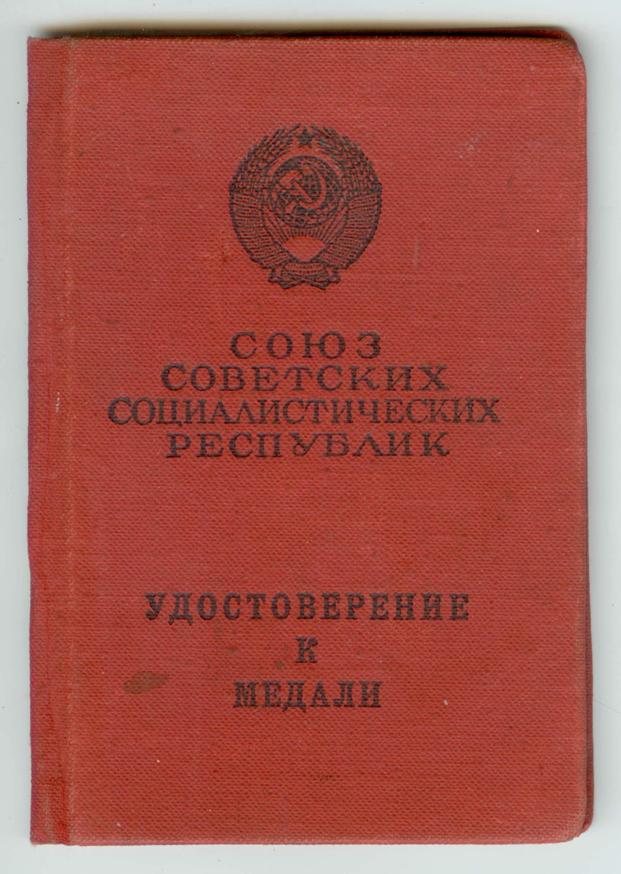 СОЮЗ
СОВЕТСКИХ
СОЦИАЛИСТИЧЕСКИХ
РЕСПУБЛИК
УДОСТОВЕРЕНИЕ
К
МЕДАЛИ